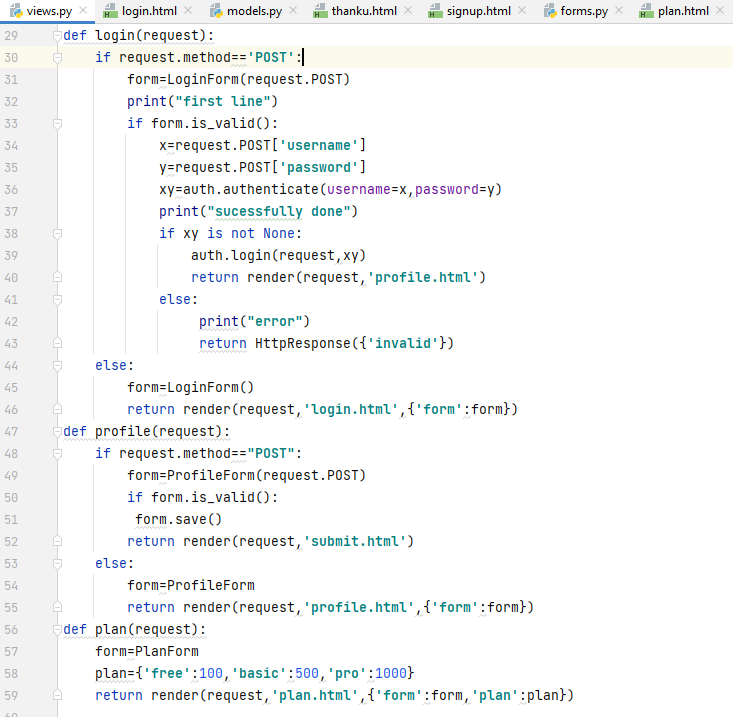 views.py × login.html × models.py × thanku.html × signup.html × forms.py × plan.html ×
29 def login(request):
30     if request.method=='POST':
31         form=LoginForm(request.POST)
32         print("first line")
33         if form.is_valid():
34             x=request.POST['username']
35             y=request.POST['password']
36             xy=auth.authenticate(username=x,password=y)
37             print("sucessfully done")
38             if xy is not None:
39                 auth.login(request,xy)
40                 return render(request,'profile.html')
41             else:
42                  print("error")
43                  return HttpResponse({'invalid'})
44     else:
45         form=LoginForm()
46         return render(request,'login.html',{'form':form})
47 def profile(request):
48     if request.method=="POST":
49         form=ProfileForm(request.POST)
50         if form.is_valid():
51          form.save()
52         return render(request,'submit.html')
53     else:
54         form=ProfileForm
55         return render(request,'profile.html',{'form':form})
56 def plan(request):
57     form=PlanForm
58     plan={'free':100,'basic':500,'pro':1000}
59     return render(request,'plan.html',{'form':form,'plan':plan})